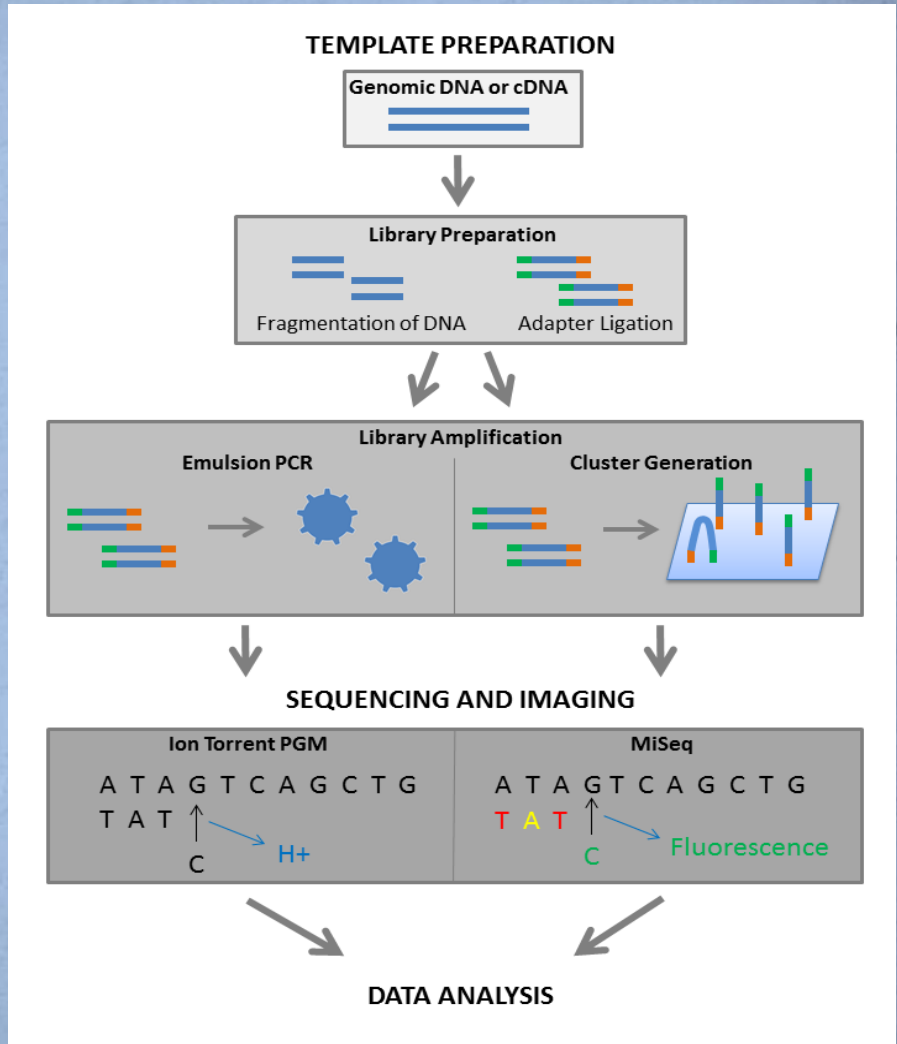 TEMPLATE PREPARATION
Genomic DNA or cDNA
Library Preparation
Fragmentation of DNA
Adapter Ligation
Library Amplification
Emulsion PCR
Cluster Generation
SEQUENCING AND IMAGING
Ion Torrent PGM
A T A G T C A G C T G
T A T
C
H+
MiSeq
A T A G T C A G C T G
T A T
C
Fluorescence
DATA ANALYSIS